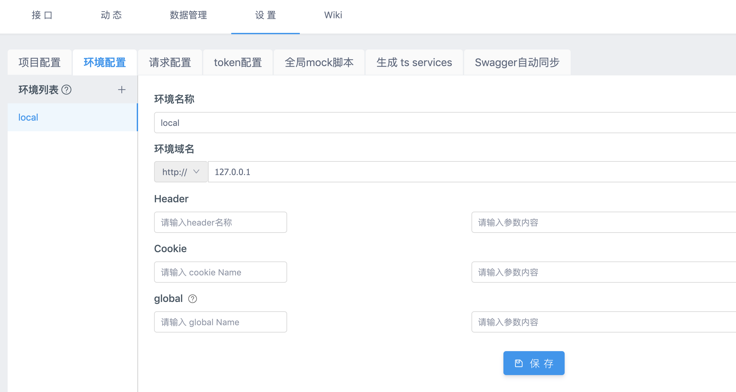 接 口 动 态 数据管理 设 置 Wiki
项目配置 环境配置 请求配置 token配置 全局mock脚本 生成 ts services Swagger自动同步
环境列表
local
环境名称
local
环境域名
http:// 127.0.0.1
Header
请输入header名称 请输入参数内容
Cookie
请输入 cookie Name 请输入参数内容
global
请输入 global Name 请输入参数内容
保 存